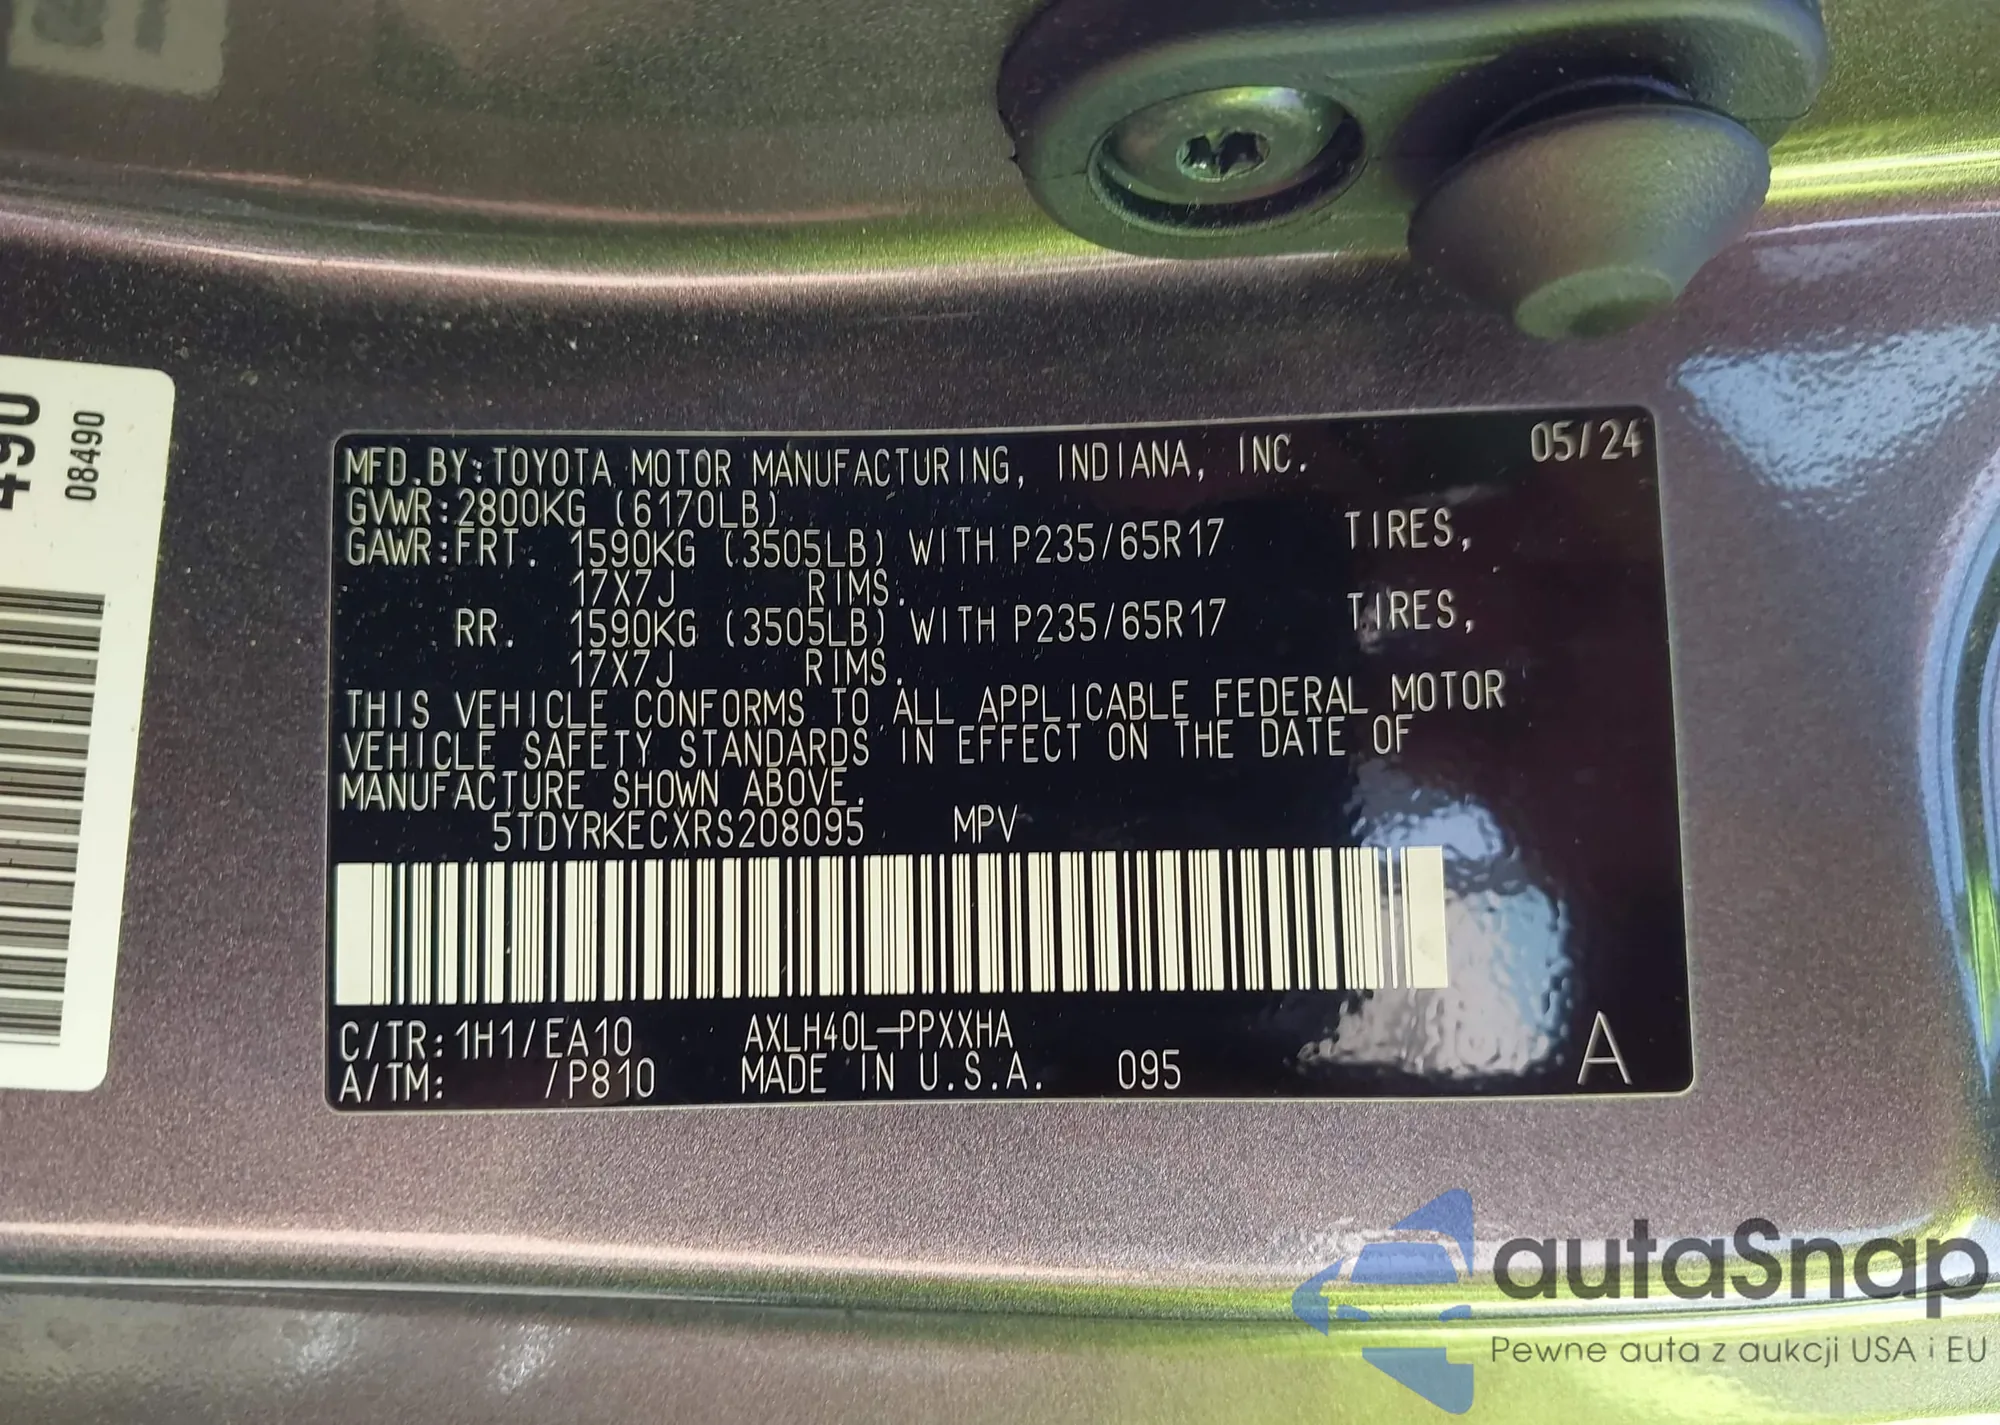 490
08490
MFD.BY:TOYOTA MOTOR MANUFACTURING, INDIANA, INC. 05/24
GVWR:2800KG (6170LB)
GAWR:FRT. 1590KG (3505LB) WITH P235/65R17 TIRES,
17X7J RIMS.
RR. 1590KG (3505LB) WITH P235/65R17 TIRES,
17X7J RIMS.
THIS VEHICLE CONFORMS TO ALL APPLICABLE FEDERAL MOTOR
VEHICLE SAFETY STANDARDS IN EFFECT ON THE DATE OF
MANUFACTURE SHOWN ABOVE.
5TDYRKECXRS208095 MPV
C/TR:1H1/EA10 AXLH40L-PPXXHA
A/TM: /P810 MADE IN U.S.A. 095 A
autaSnap
Pewne auta z aukcji USA i EU